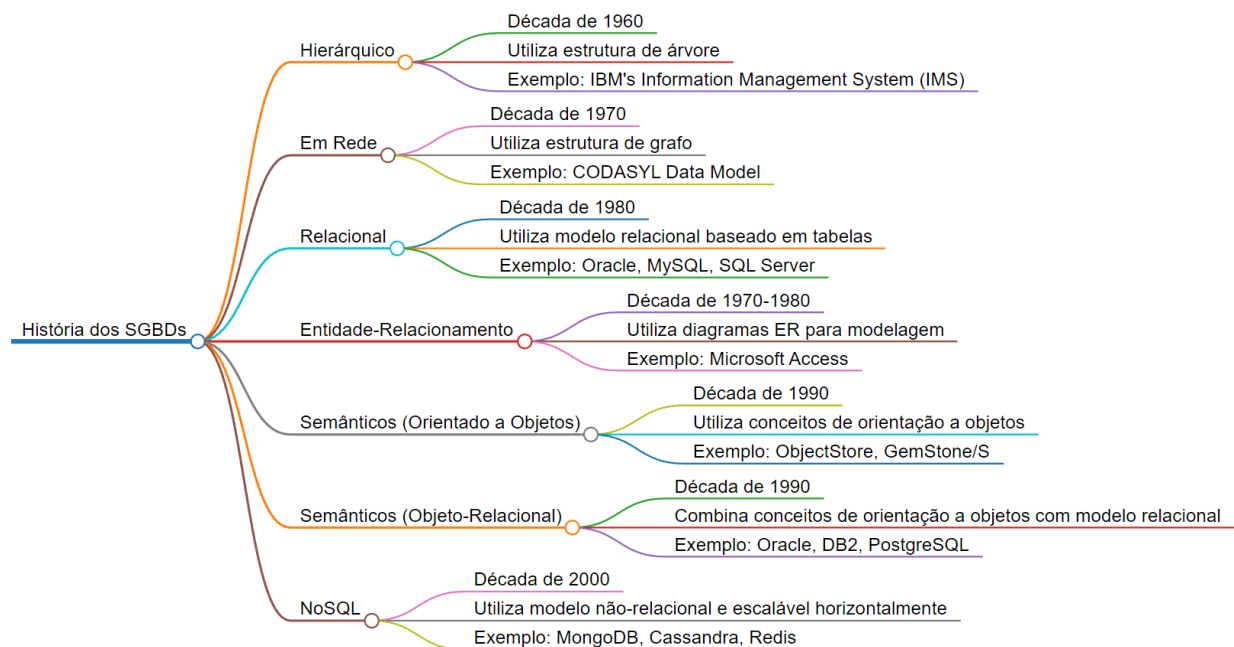 Década de 1960
Hierárquico
Utiliza estrutura de árvore
Exemplo: IBM's Information Management System (IMS)
Década de 1970
Em Rede
Utiliza estrutura de grafo
Exemplo: CODASYL Data Model
Década de 1980
Relacional
Utiliza modelo relacional baseado em tabelas
Exemplo: Oracle, MySQL, SQL Server
Década de 1970-1980
História dos SGBDs
Entidade-Relacionamento
Utiliza diagramas ER para modelagem
Exemplo: Microsoft Access
Década de 1990
Semânticos (Orientado a Objetos)
Utiliza conceitos de orientação a objetos
Exemplo: ObjectStore, GemStone/S
Década de 1990
Semânticos (Objeto-Relacional)
Combina conceitos de orientação a objetos com modelo relacional
Exemplo: Oracle, DB2, PostgreSQL
Década de 2000
NoSQL
Utiliza modelo não-relacional e escalável horizontalmente
Exemplo: MongoDB, Cassandra, Redis